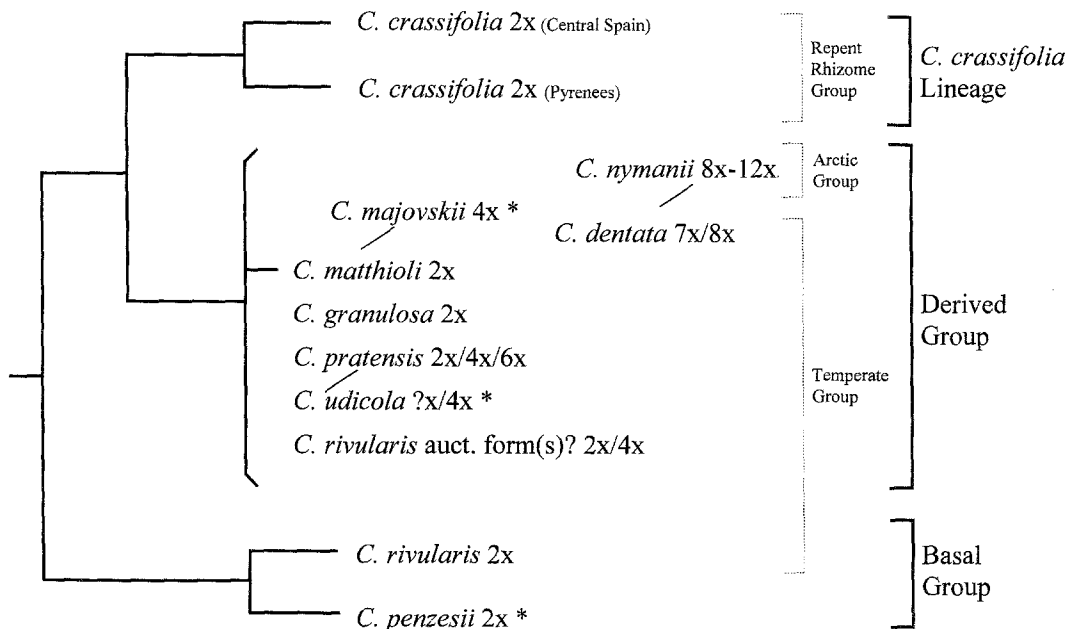 C. crassifolia 2x (Central Spain)
C. crassifolia 2x (Pyrenees)
Repent
Rhizome
Group
C. crassifolia
Lineage
C. nymanii 8x-12x
Arctic
Group
C. majovskii 4x *
C. dentata 7x/8x
C. matthioli 2x
C. granulosa 2x
C. pratensis 2x/4x/6x
C. udicola ?x/4x *
C. rivularis auct. form(s)? 2x/4x
Temperate
Group
Derived
Group
C. rivularis 2x
C. penzesii 2x *
Basal
Group